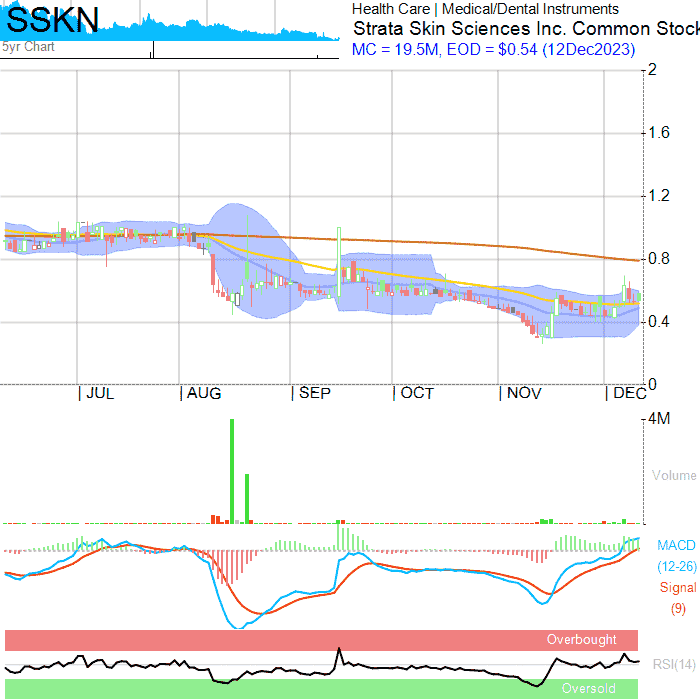 SSKN
5yr Chart
Health Care | Medical/Dental Instruments
Strata Skin Sciences Inc. Common Stock
MC = 19.5M, EOD = $0.54 (12Dec2023)
2
1.6
1.2
0.8
0.4
0
JUL AUG SEP OCT NOV DEC
4M
Volume
MACD
(12-26)
Signal
(9)
Overbought
RSI(14)
Oversold